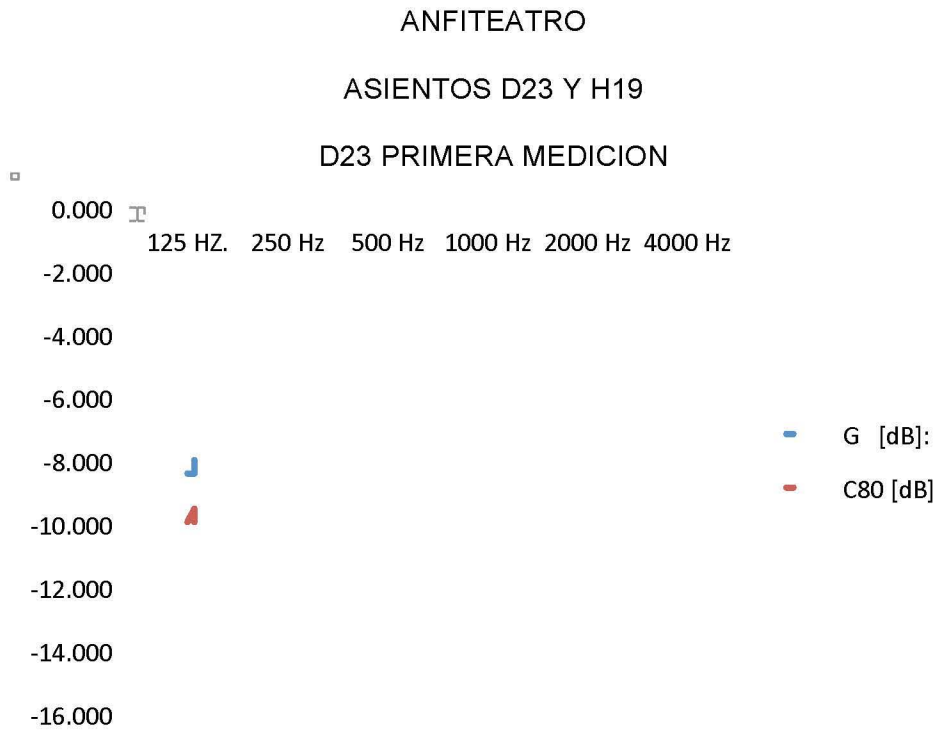 ANFITEATRO
ASIENTOS D23 Y H19
D23 PRIMERA MEDICION
0.000
125 HZ. 250 Hz 500 Hz 1000 Hz 2000 Hz 4000 Hz
-2.000
-4.000
-6.000
G [dB]:
-8.000
C80 [dB]
-10.000
-12.000
-14.000
-16.000